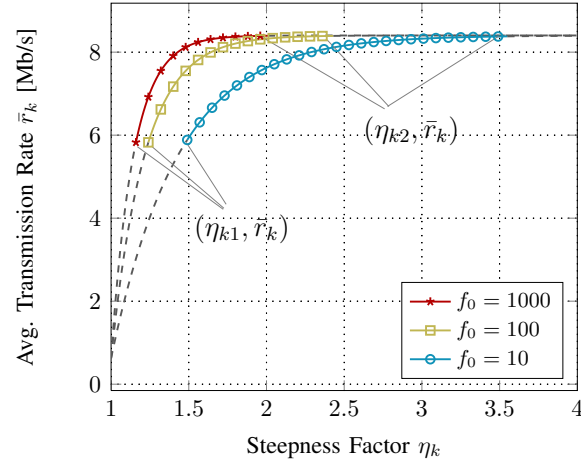 Avg. Transmission Rate r̄ₖ [Mb/s]
8
6
4
2
0
(ηₖ₂, r̄ₖ)
(ηₖ₁, r̄ₖ)
f₀ = 1000
f₀ = 100
f₀ = 10
1 1.5 2 2.5 3 3.5 4
Steepness Factor ηₖ